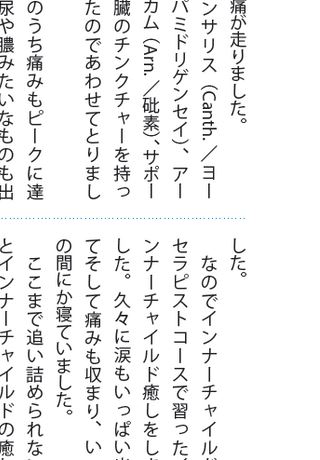 痛が走りました。
ンサリス（Canth.／ヨー
バミドリゲンセイ）、アー
カム（Arn.／砒素）、サポー
臓のチンクチャーを持っ
たのであわせてとりまし
のうち痛みもピークに達
尿や膿みたいなものも出
した。
なのでインナーチャイルド
セラピストコースで習った
ンナーチャイルド癒しをし
した。久々に涙もいっぱい
てそして痛みも収まり、い
の間にか寝ていました。
ここまで追い詰められな
とインナーチャイルドの癒